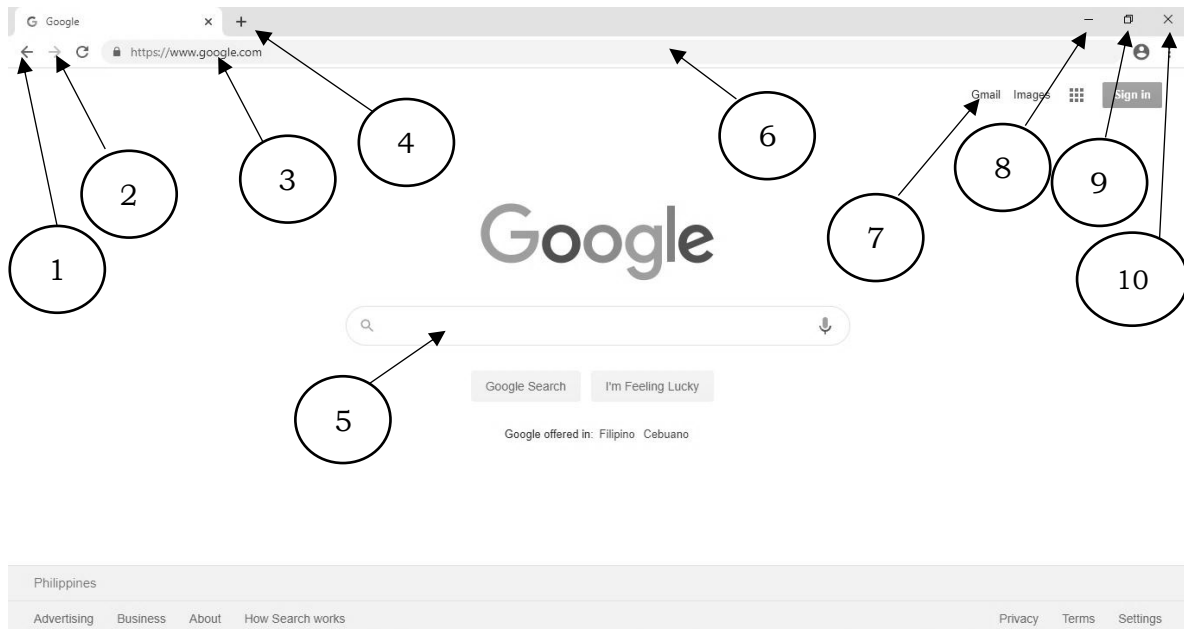 G Google × +
https://www.google.com
Gmail Images Sign in
4
6
8
9
3
2
7
Google
1
10
5
Google Search I'm Feeling Lucky
Google offered in: Filipino Cebuano
Philippines
Advertising Business About How Search works Privacy Terms Settings